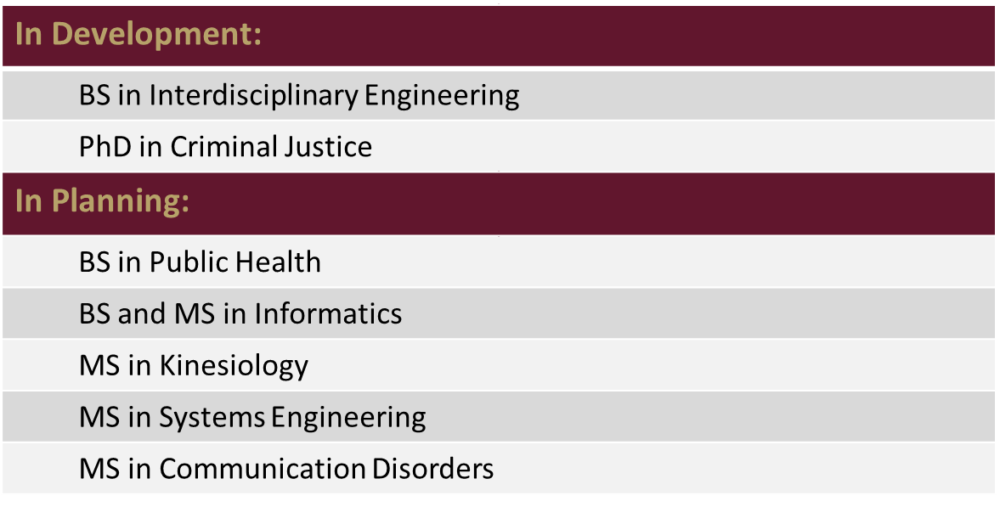 In Development:
BS in Interdisciplinary Engineering
PhD in Criminal Justice
In Planning:
BS in Public Health
BS and MS in Informatics
MS in Kinesiology
MS in Systems Engineering
MS in Communication Disorders